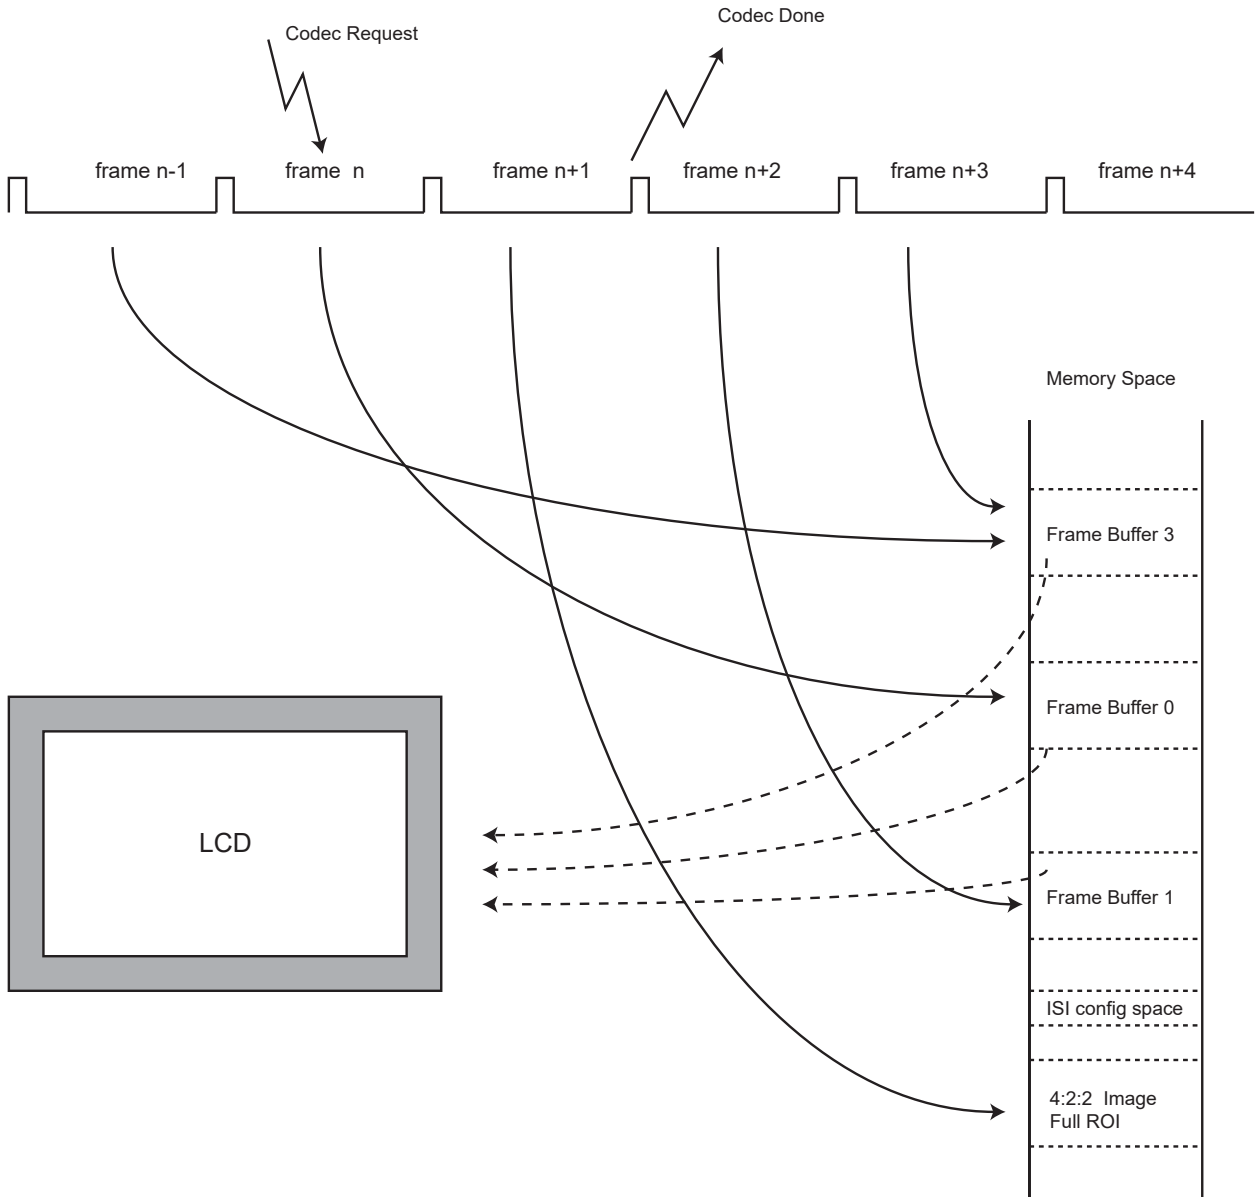 Codec Done
Codec Request
frame n-1
frame  n
frame n+1
frame n+2
frame n+3
frame n+4
Memory Space
Frame Buffer 3
Frame Buffer 0
LCD
Frame Buffer 1
ISI config space
4:2:2  Image
Full ROI